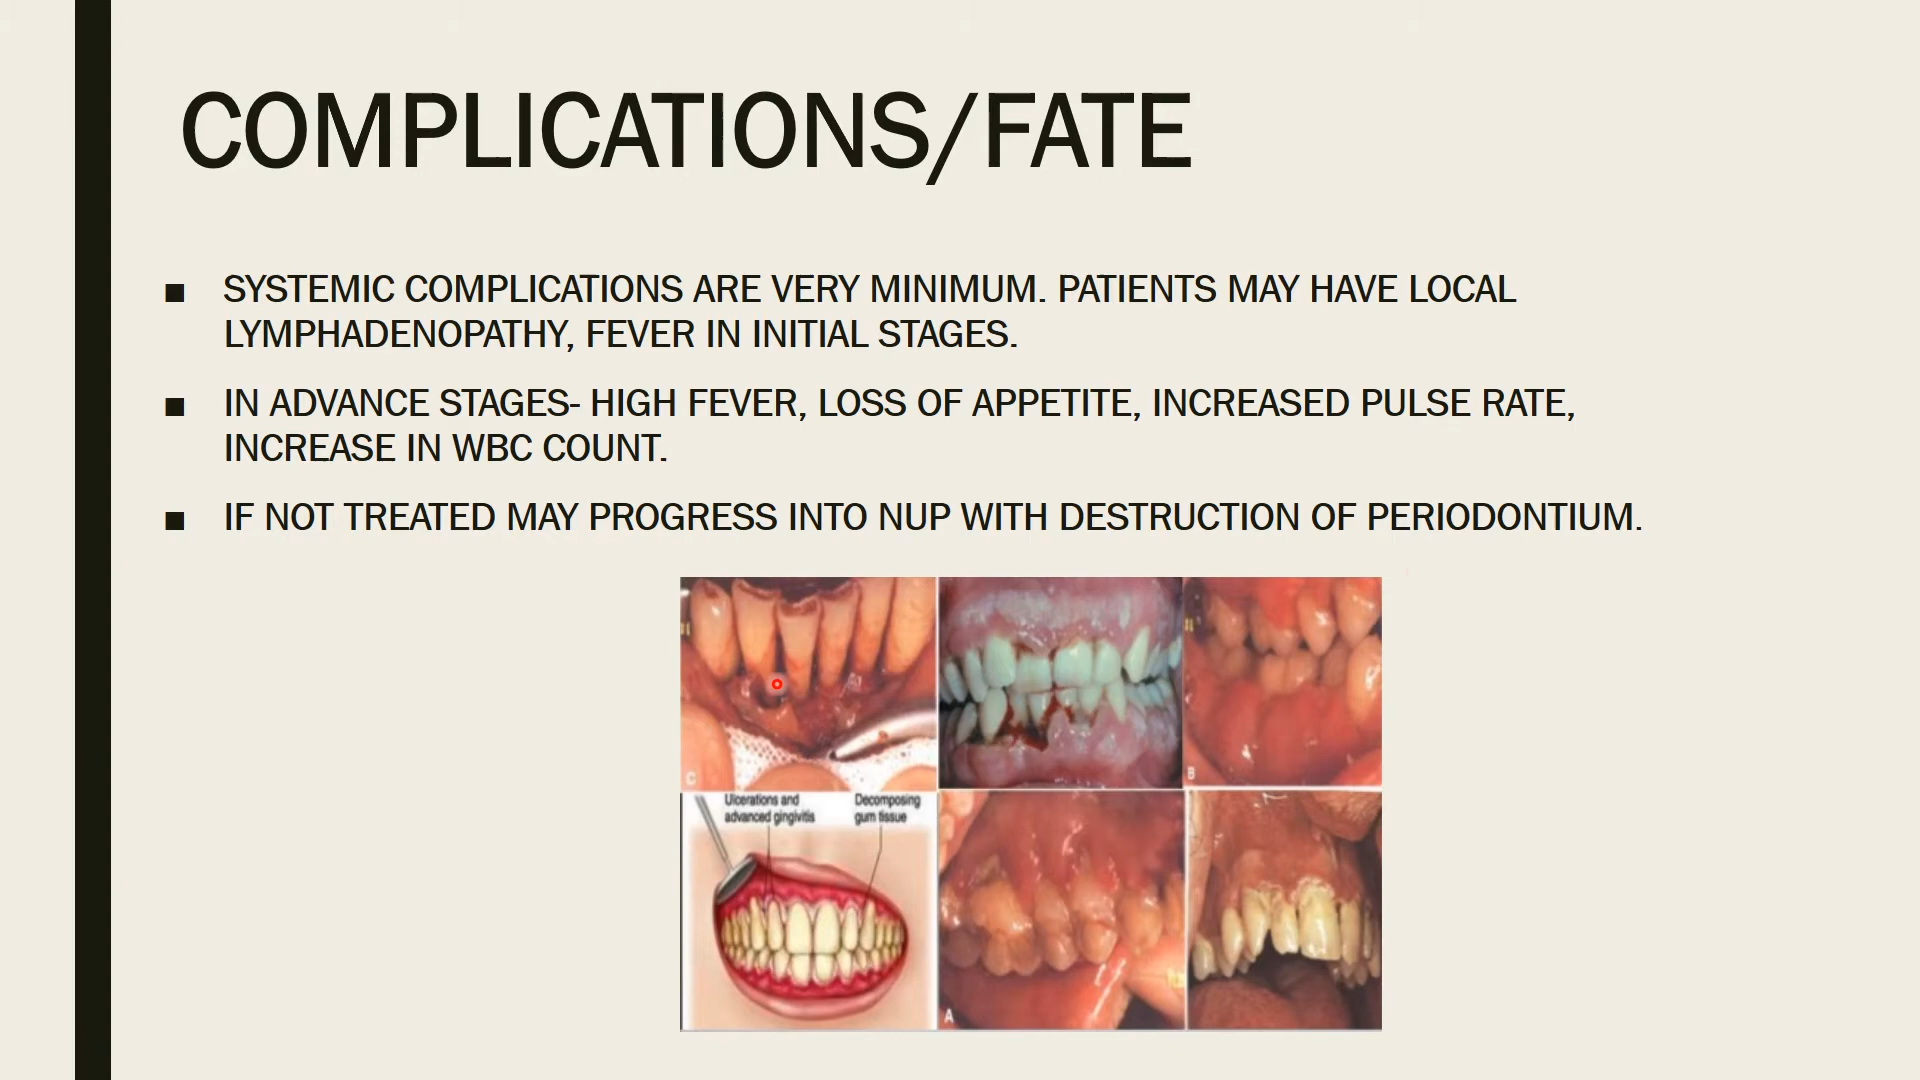 COMPLICATIONS/FATE
■ SYSTEMIC COMPLICATIONS ARE VERY MINIMUM. PATIENTS MAY HAVE LOCAL
LYMPHADENOPATHY, FEVER IN INITIAL STAGES.
■ IN ADVANCE STAGES- HIGH FEVER, LOSS OF APPETITE, INCREASED PULSE RATE,
INCREASE IN WBC COUNT.
■ IF NOT TREATED MAY PROGRESS INTO NUP WITH DESTRUCTION OF PERIODONTIUM.
C
B
Ulcerations and
advanced gingivitis
Decomposing
gum tissue
A